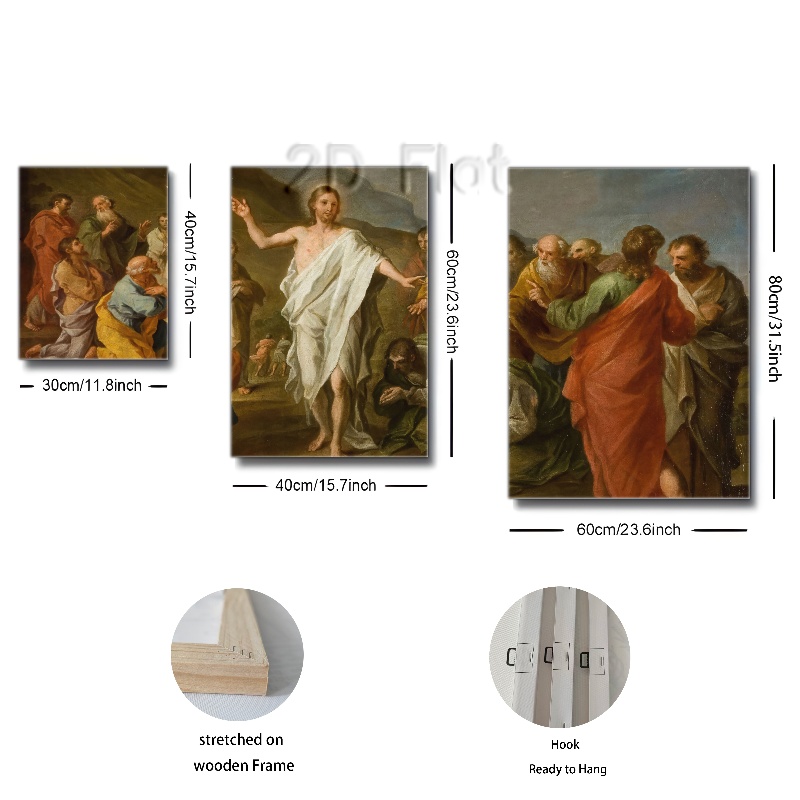 2D Flat
40cm/15.7inch
30cm/11.8inch
60cm/23.6inch
40cm/15.7inch
80cm/31.5inch
60cm/23.6inch
stretched on
wooden Frame
Hook
Ready to Hang